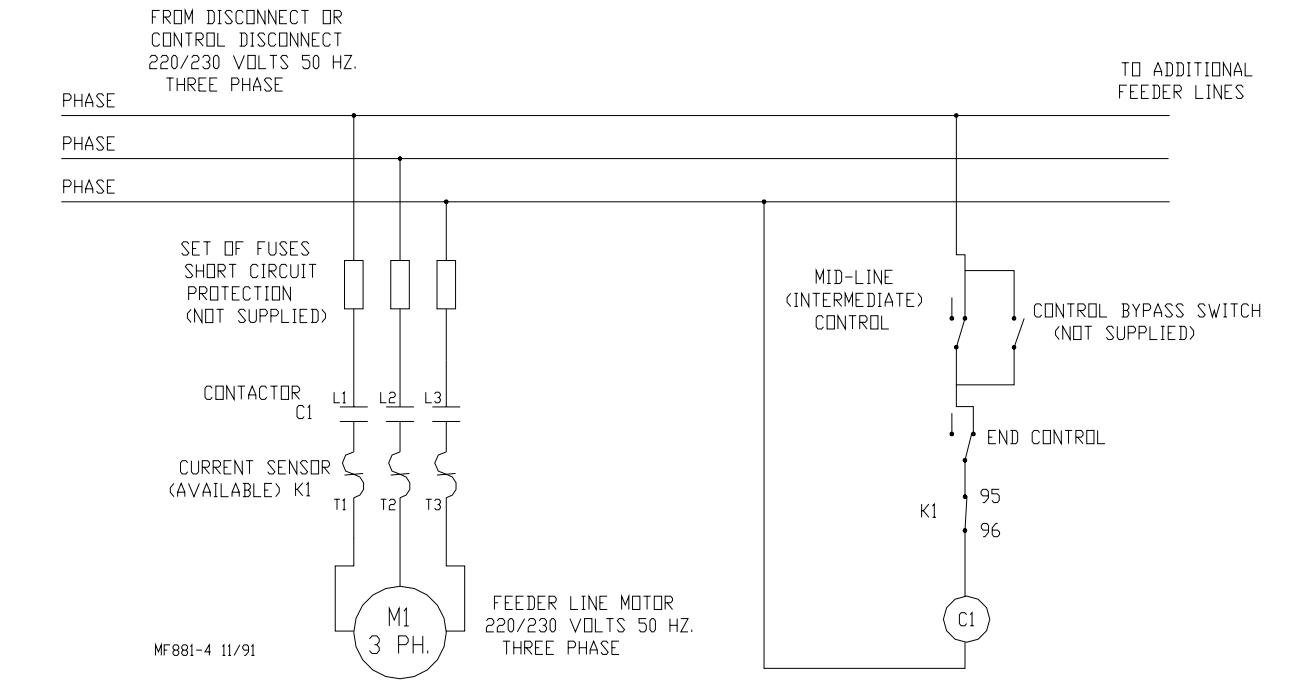 FROM DISCONNECT OR
CONTROL DISCONNECT
220/230 VOLTS 50 HZ.
THREE PHASE
TO ADDITIONAL
FEEDER LINES
PHASE
PHASE
PHASE
SET OF FUSES
SHORT CIRCUIT
PROTECTION
(NOT SUPPLIED)
MID-LINE
(INTERMEDIATE)
CONTROL
CONTROL BYPASS SWITCH
(NOT SUPPLIED)
CONTACTOR
C1
L1 L2 L3
END CONTROL
CURRENT SENSOR
(AVAILABLE) K1
T1 T2 T3
K1
95
96
M1
3 PH.
FEEDER LINE MOTOR
220/230 VOLTS 50 HZ.
THREE PHASE
C1
MF881-4 11/91